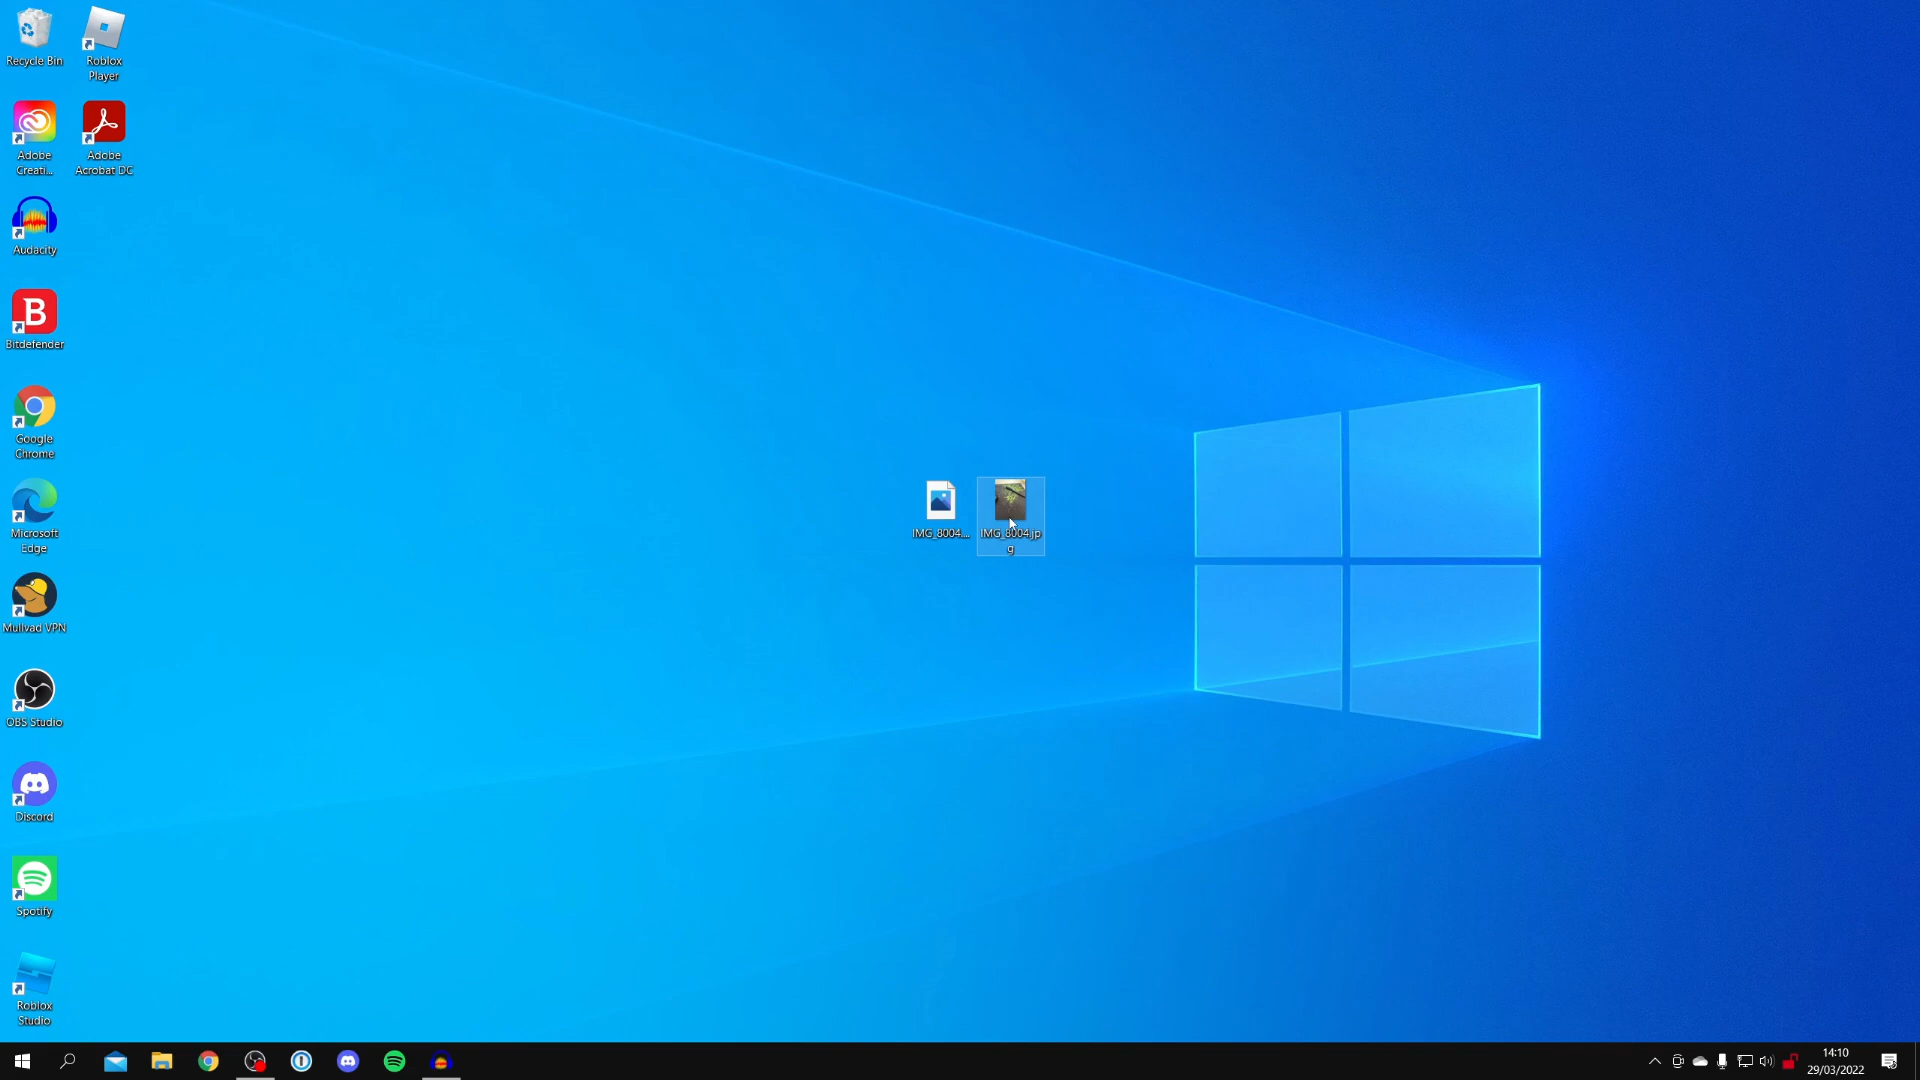 Recycle Bin
Roblox
Player
Adobe
Creati...
Adobe
Acrobat DC
Audacity
B
Bitdefender
Google
Chrome
IMG_8004....
IMG_8004.jp
g
Microsoft
Edge
Mullvad VPN
OBS Studio
Discord
Spotify
Roblox
Studio
14:10
29/03/2022